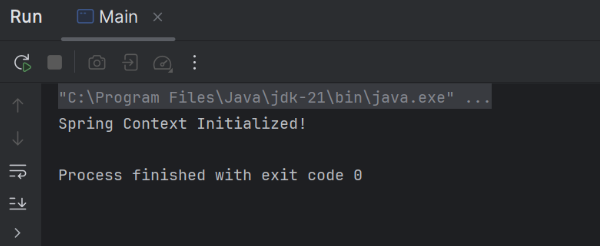 Run
Main
"C:\Program Files\Java\jdk-21\bin\java.exe" ...
Spring Context Initialized!
Process finished with exit code 0